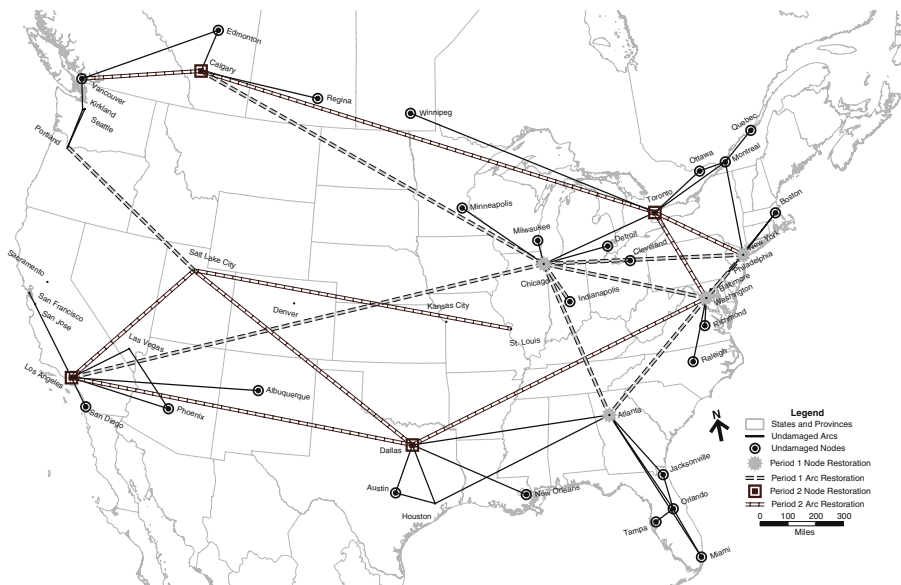 Edmonton
Calgary
Vancouver
Kirkland
Seattle
Portland
Regina
Winnipeg
Quebec
Ottawa
Montreal
Toronto
Boston
Minneapolis
Milwaukee
Detroit
Cleveland
New York
Philadelphia
Baltimore
Washington
Chicago
Indianapolis
Richmond
Raleigh
Sacramento
San Francisco
San Jose
Salt Lake City
Denver
Kansas City
St. Louis
Las Vegas
Los Angeles
San Diego
Phoenix
Albuquerque
Dallas
Austin
Houston
New Orleans
Atlanta
Jacksonville
Orlando
Tampa
Miami
N
Legend
States and Provinces
Undamaged Arcs
Undamaged Nodes
Period 1 Node Restoration
Period 1 Arc Restoration
Period 2 Node Restoration
Period 2 Arc Restoration
0 100 200 300
Miles